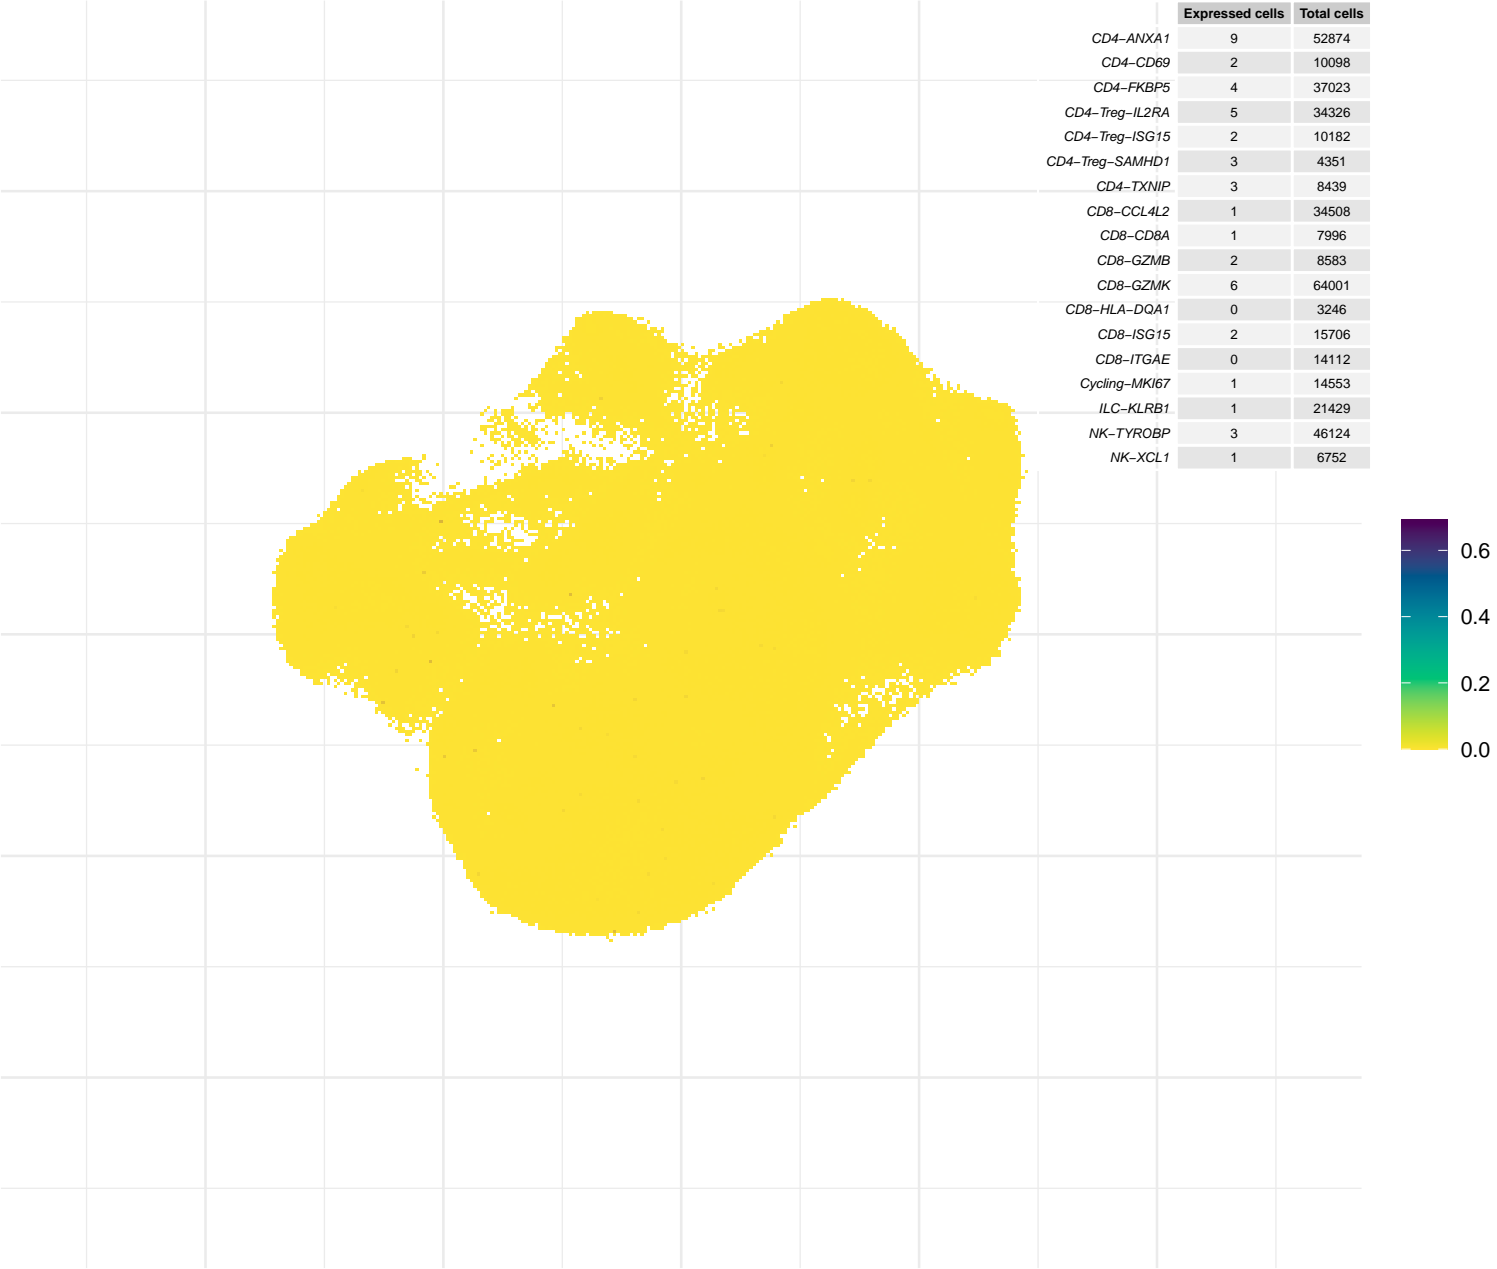 Expressed cells Total cells
CD4−ANXA1 9 52874
CD4−CD69 2 10098
CD4−FKBP5 4 37023
CD4−Treg−IL2RA 5 34326
CD4−Treg−ISG15 2 10182
CD4−Treg−SAMHD1 3 4351
CD4−TXNIP 3 8439
CD8−CCL4L2 1 34508
CD8−CD8A 1 7996
CD8−GZMB 2 8583
CD8−GZMK 6 64001
CD8−HLA−DQA1 0 3246
CD8−ISG15 2 15706
CD8−ITGAE 0 14112
Cycling−MKI67 1 14553
ILC−KLRB1 1 21429
NK−TYROBP 3 46124
NK−XCL1 1 6752
0.6
0.4
0.2
0.0